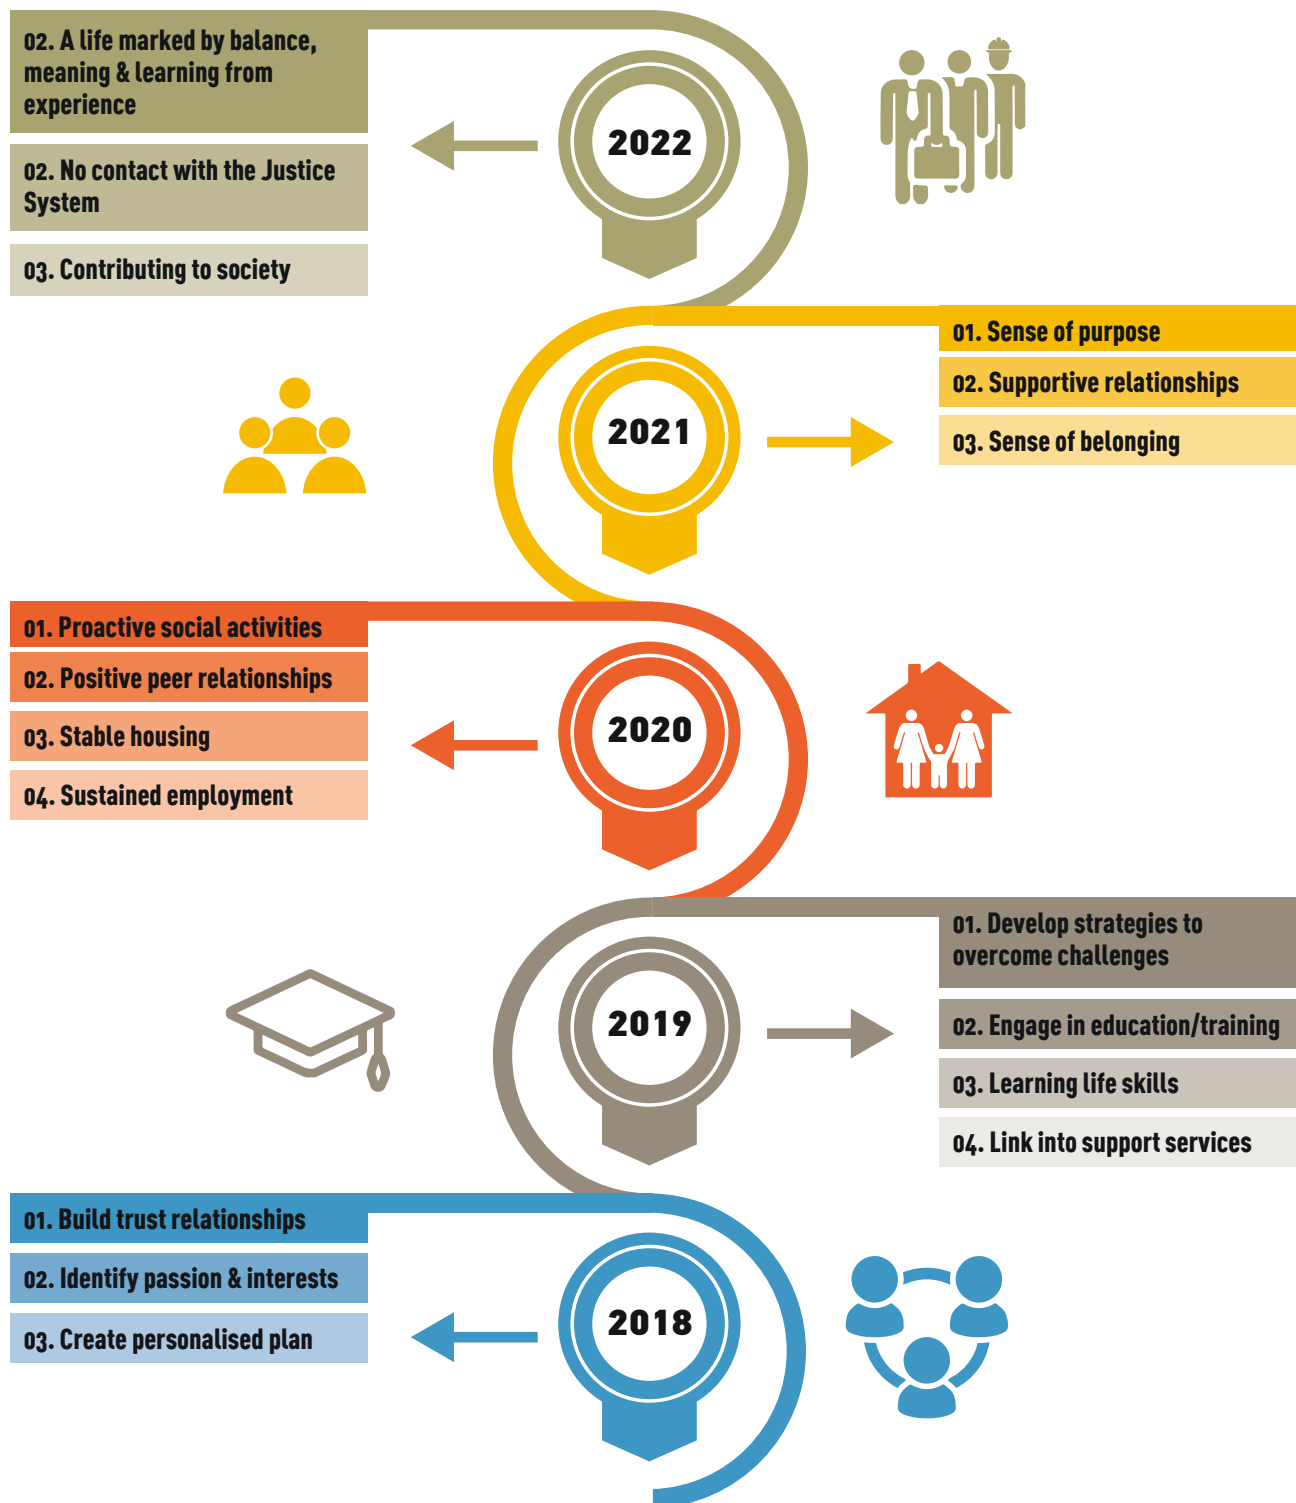 02. A life marked by balance,
meaning & learning from
experience
2022
02. No contact with the Justice
System
03. Contributing to society
01. Sense of purpose
02. Supportive relationships
2021
03. Sense of belonging
01. Proactive social activities
02. Positive peer relationships
2020
03. Stable housing
04. Sustained employment
01. Develop strategies to
overcome challenges
2019
02. Engage in education/training
03. Learning life skills
04. Link into support services
01. Build trust relationships
02. Identify passion & interests
2018
03. Create personalised plan